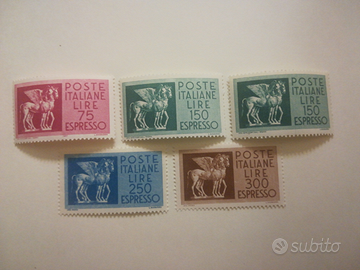 POSTE
ITALIANE
LIRE
75
ESPRESSO
POSTE
ITALIANE
LIRE
150
ESPRESSO
POSTE
ITALIANE
LIRE
150
ESPRESSO
POSTE
ITALIANE
LIRE
250
ESPRESSO
POSTE
ITALIANE
LIRE
300
ESPRESSO
subito